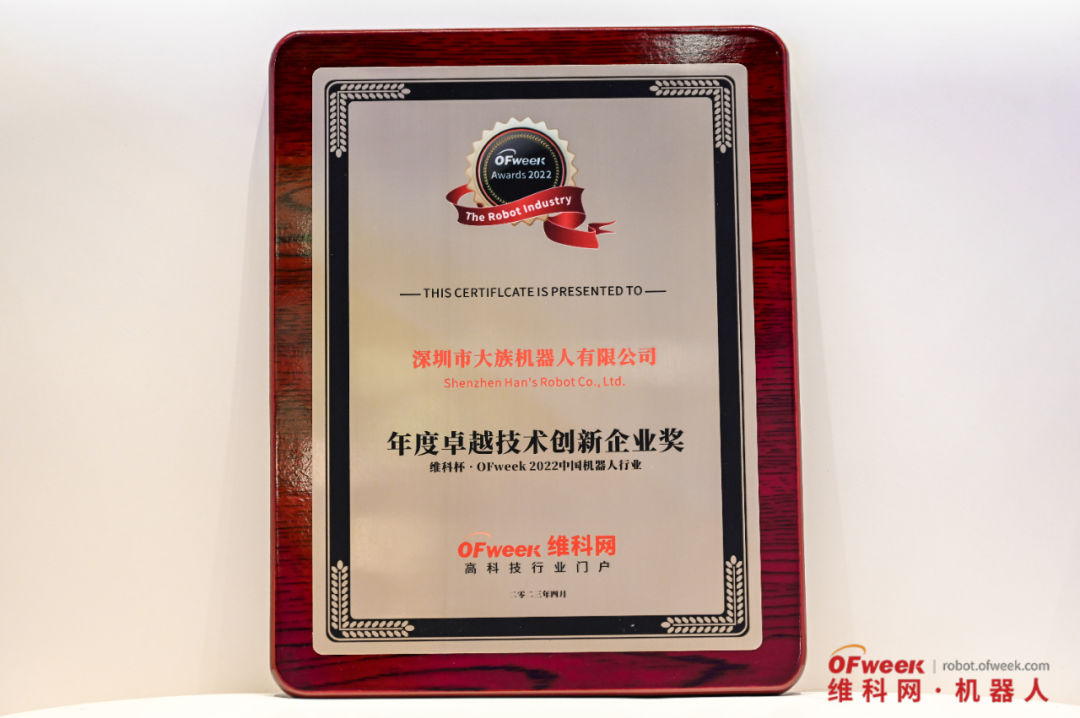 OFweek
Awards 2022
The Robot Industry
THIS CERTIFLCATE IS PRESENTED TO
深圳市大族机器人有限公司
Shenzhen Han's Robot Co., Ltd.
年度卓越技术创新企业奖
维科杯·OFweek 2022中国机器人行业
OFweek 维科网
高科技行业门户
二零二三年四月
OFweek | robot.ofweek.com
维科网·机器人